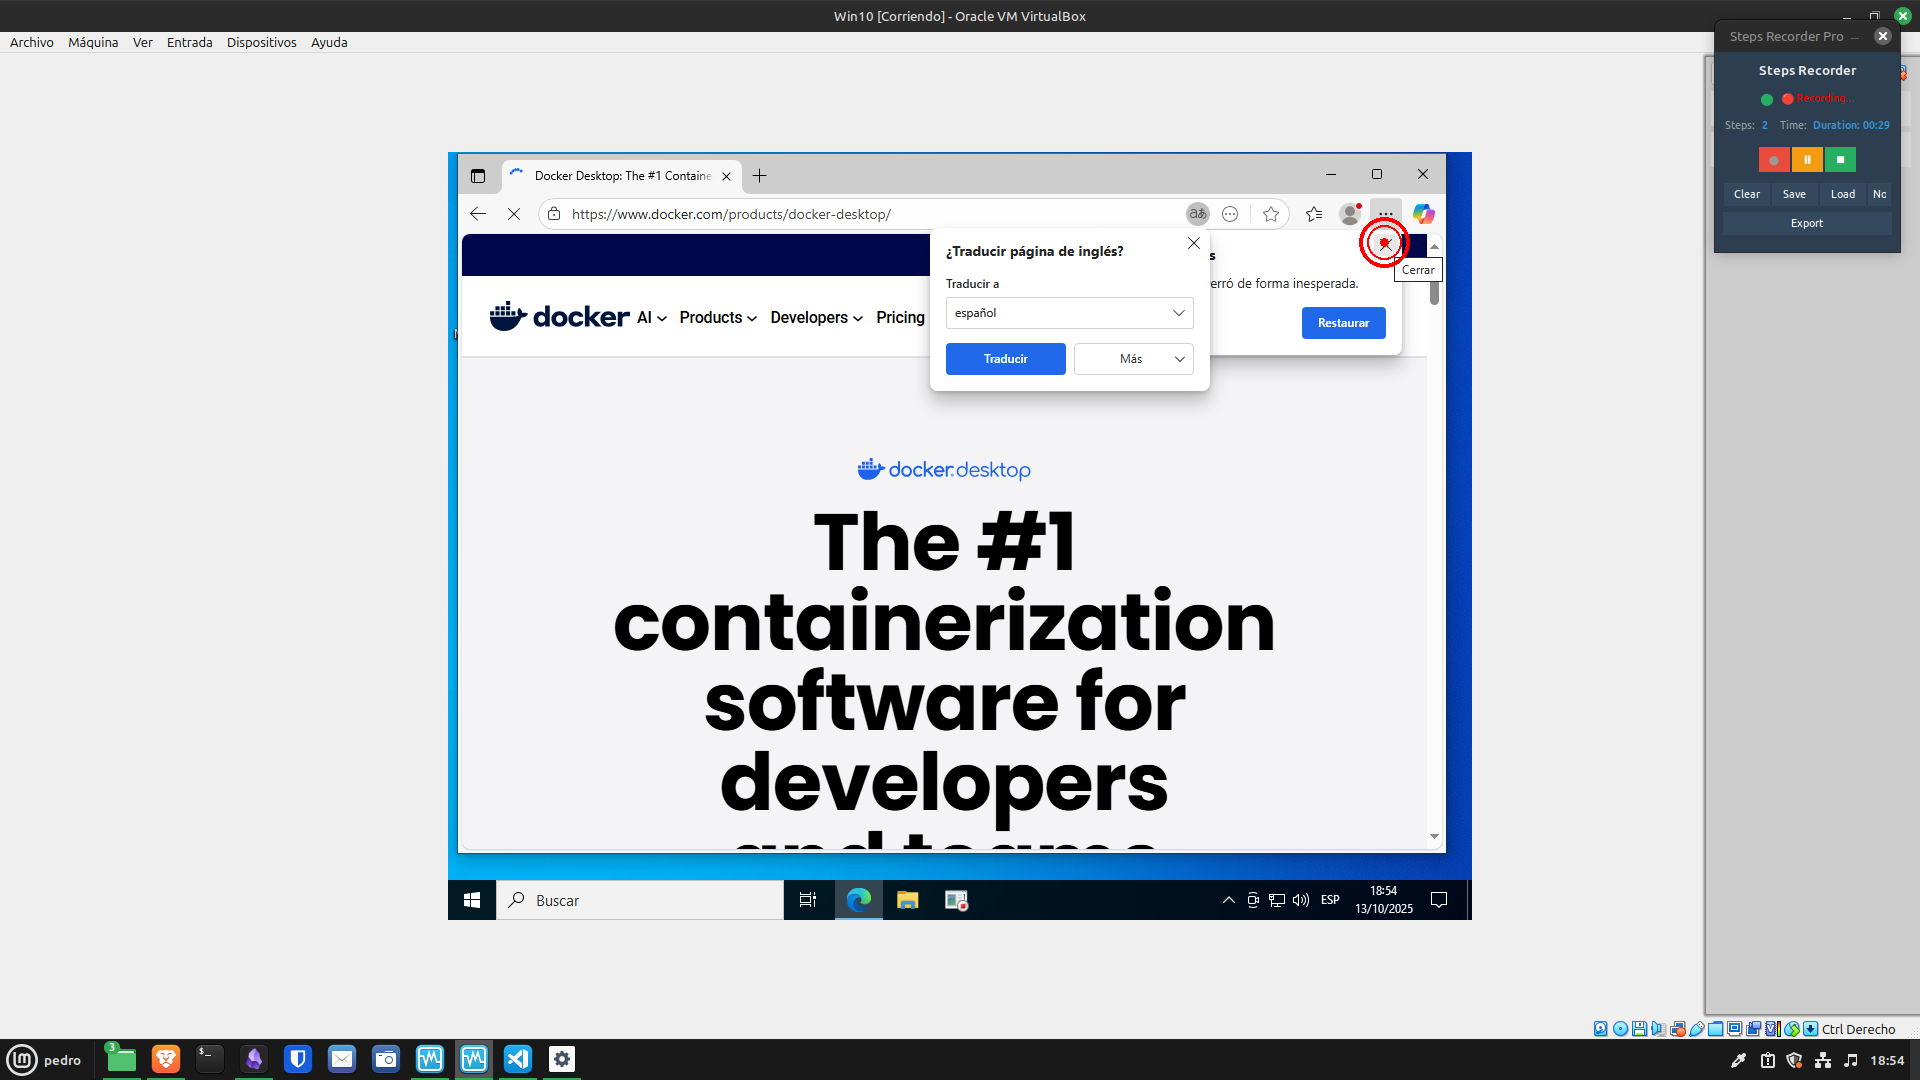 Win10 [Corriendo] - Oracle VM VirtualBox
Archivo Máquina Ver Entrada Dispositivos Ayuda
Steps Recorder Pro
Steps Recorder
Recording...
Steps: 2 Time: Duration: 00:29
Clear Save Load No
Export
Docker Desktop: The #1 Containe
https://www.docker.com/products/docker-desktop/
¿Traducir página de inglés?
Traducir a
español
Traducir Más
s
erró de forma inesperada.
Restaurar
Cerrar
docker AI Products Developers Pricing
docker desktop
The #1
containerization
software for
developers
and teams
Buscar
ESP
18:54
13/10/2025
Ctrl Derecho
3
pedro
18:54